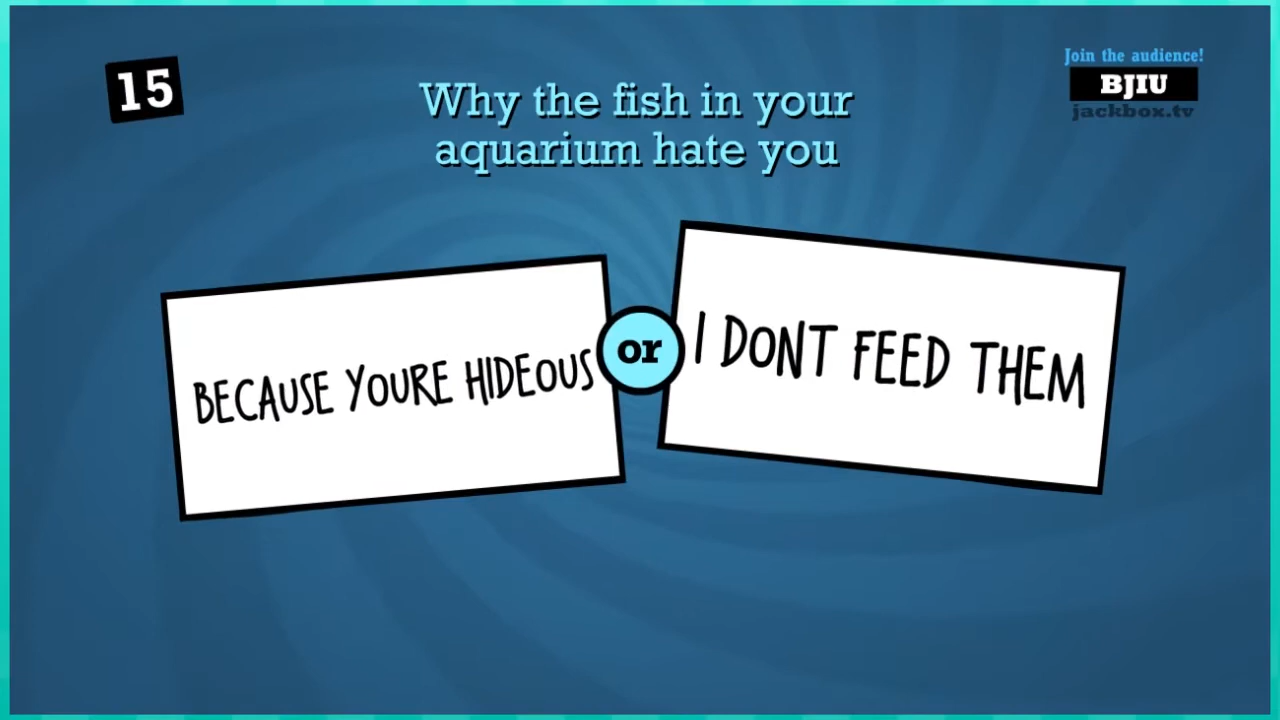 15
Why the fish in your
aquarium hate you
Join the audience!
BJIU
jackbox.tv
BECAUSE YOURE HIDEOUS
or
I DONT FEED THEM